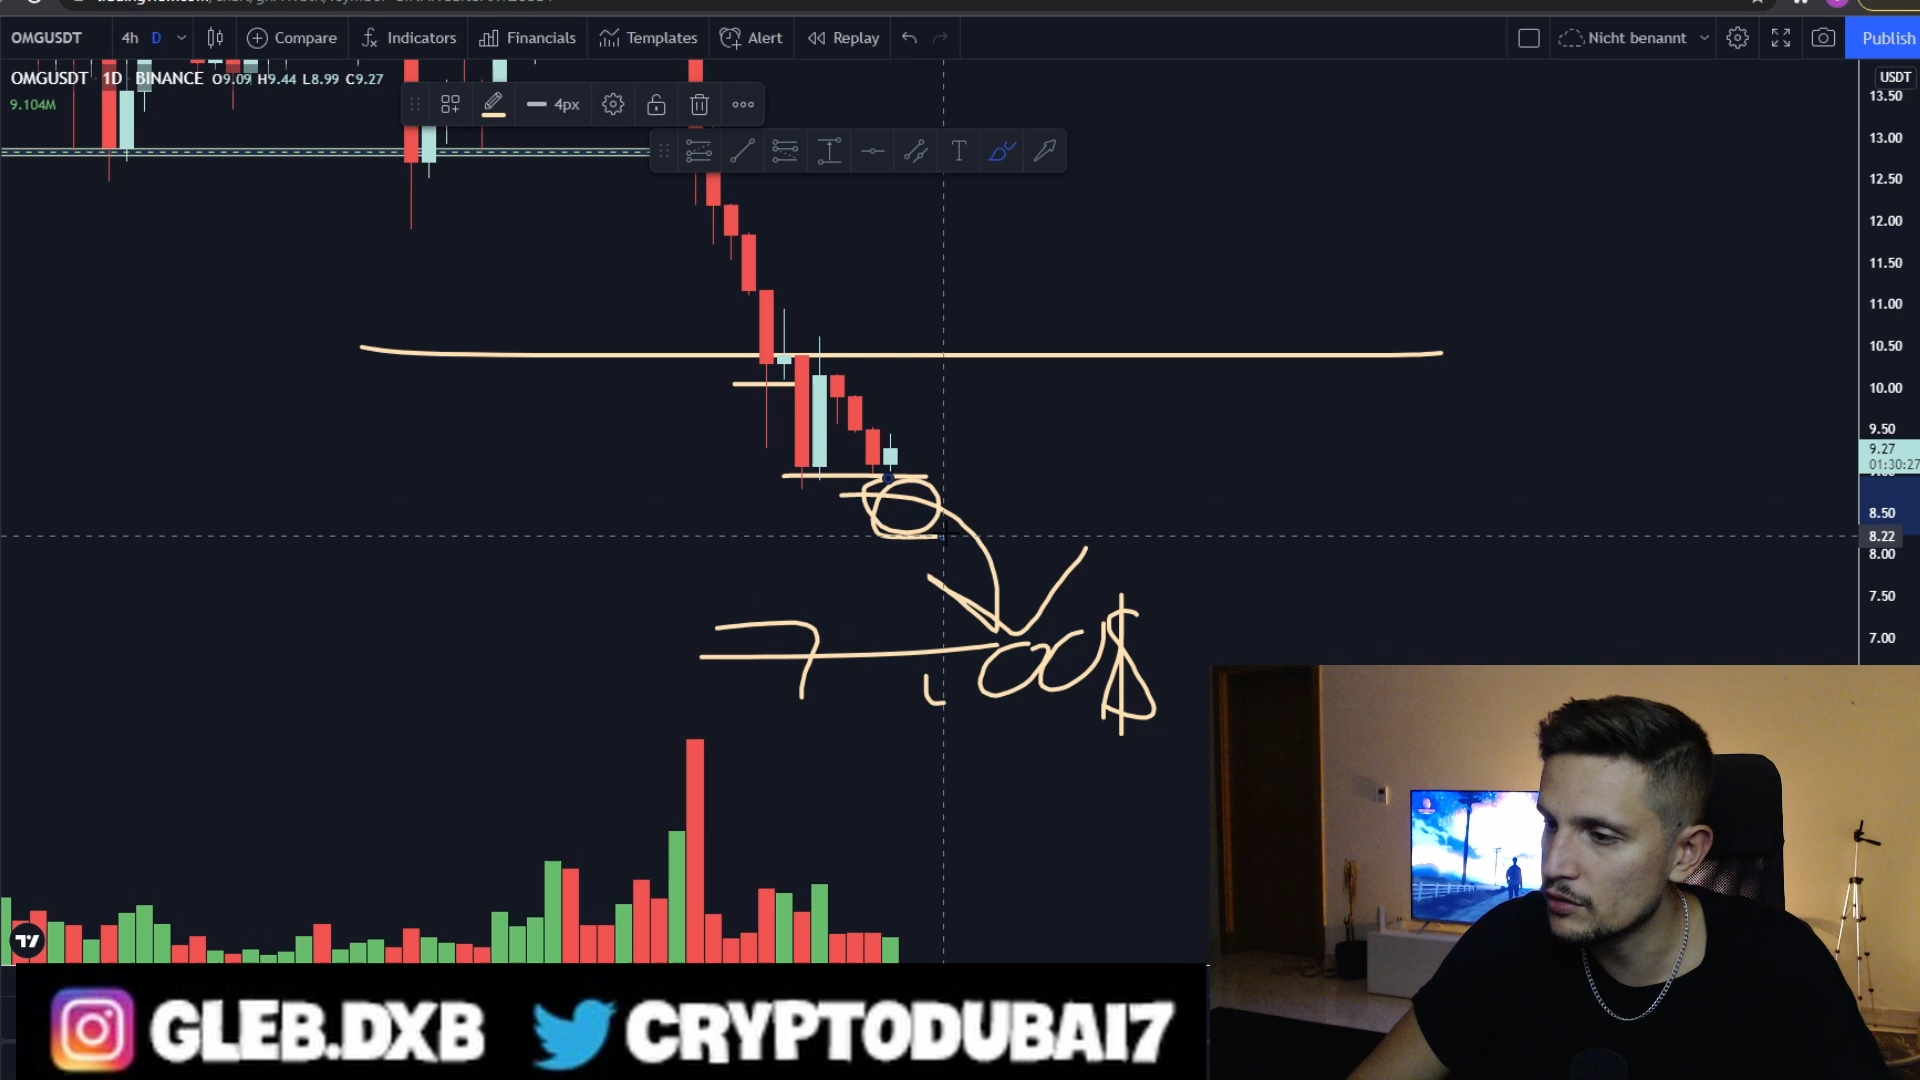 OMGUSDT 4h D Compare Indicators Financials Templates Alert Replay Nicht benannt Publish
OMGUSDT 1D BINANCE O9.09 H9.44 L8.99 C9.27
USDT
9.104M
4px
T
13.50
13.00
12.50
12.00
11.50
11.00
10.50
10.00
9.50
9.27
01:30:27
8.50
8.22
8.00
7.50
7.00
7.00$
GLEB.DXB CRYPTODUBAI7